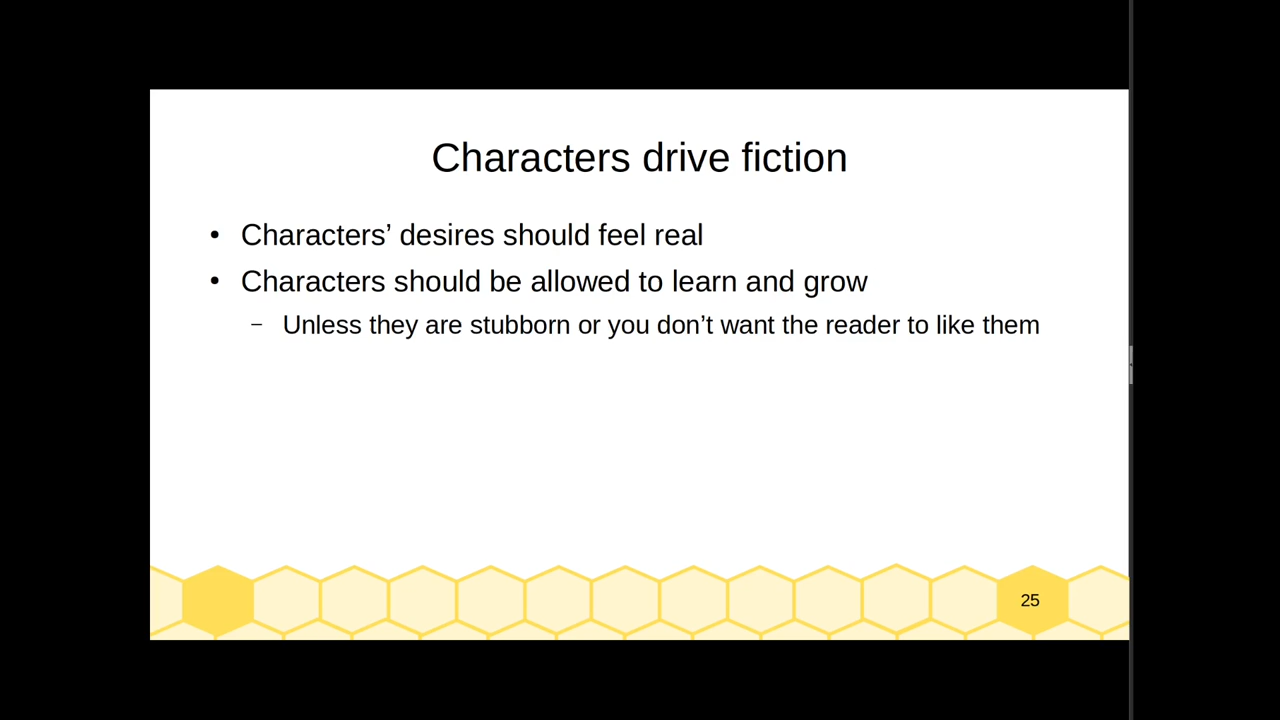 Characters drive fiction
• Characters’ desires should feel real
• Characters should be allowed to learn and grow
– Unless they are stubborn or you don’t want the reader to like them
25